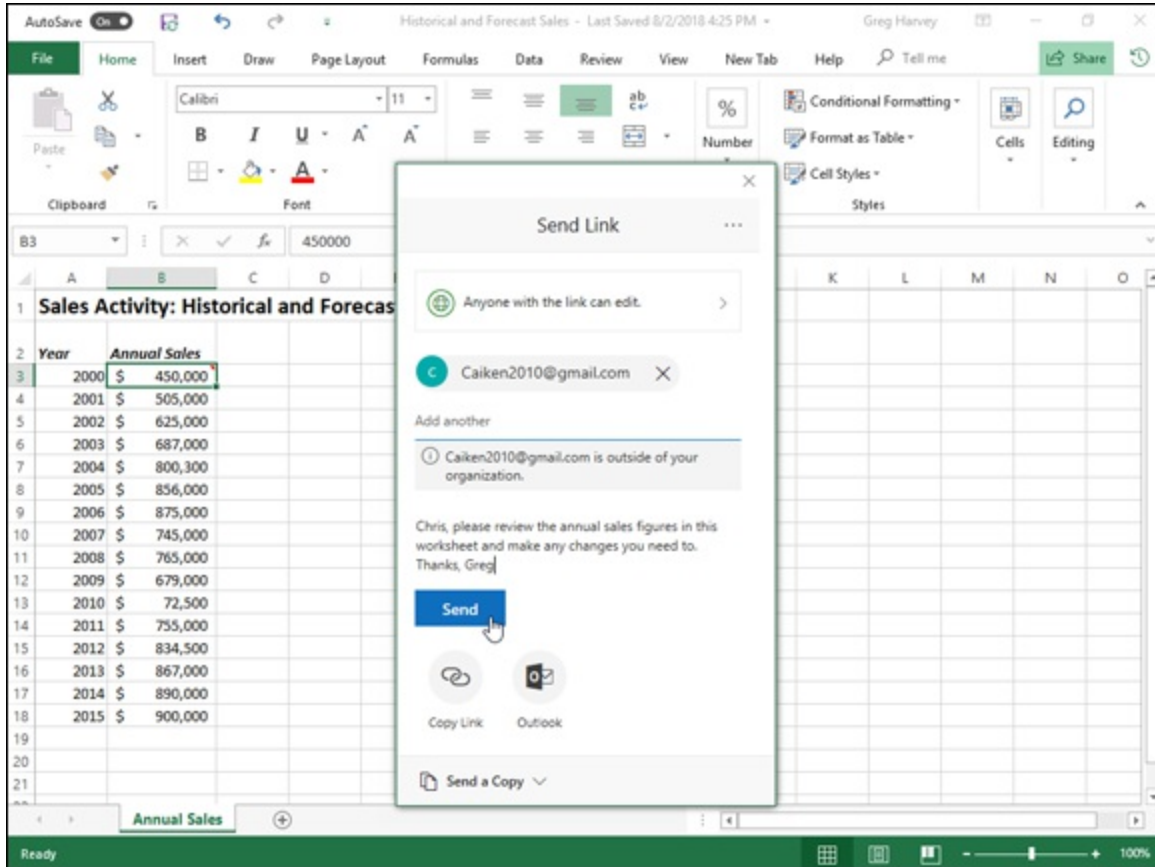 AutoSave On Historical and Forecast Sales - Last Saved 8/2/2018 4:25 PM Greg Harvey
File Home Insert Draw Page Layout Formulas Data Review View New Tab Help Tell me Share
Calibri 11 ab % Conditional Formatting
Paste B I U A A Number Format as Table Cells Editing
A Cell Styles
Clipboard Font Styles
B3 fx 450000
A B C D K L M N O
1 Sales Activity: Historical and Forecas
2 Year Annual Sales
3 2000 $ 450,000
4 2001 $ 505,000
5 2002 $ 625,000
6 2003 $ 687,000
7 2004 $ 800,300
8 2005 $ 856,000
9 2006 $ 875,000
10 2007 $ 745,000
11 2008 $ 765,000
12 2009 $ 679,000
13 2010 $ 72,500
14 2011 $ 755,000
15 2012 $ 834,500
16 2013 $ 867,000
17 2014 $ 890,000
18 2015 $ 900,000
19
20
21
Send Link
Anyone with the link can edit.
C Caiken2010@gmail.com
Add another
Caiken2010@gmail.com is outside of your
organization.
Chris, please review the annual sales figures in this
worksheet and make any changes you need to.
Thanks, Greg
Send
Copy Link Outlook
Send a Copy
Annual Sales
Ready 100%